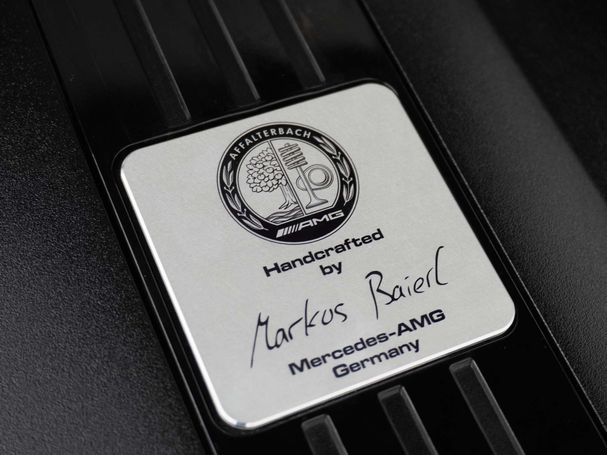 AFFALTERBACH
AMG
Handcrafted
by
Markus Baierl
Mercedes-AMG
Germany